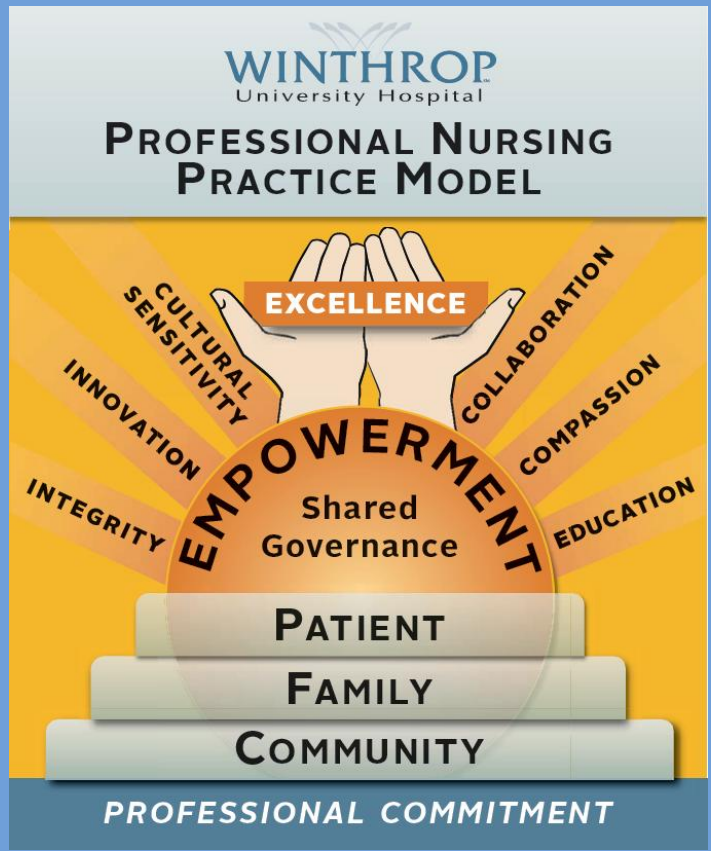 WINTHROP
University Hospital
PROFESSIONAL NURSING
PRACTICE MODEL
EXCELLENCE
CULTURAL
SENSITIVITY
INNOVATION
INTEGRITY
COLLABORATION
COMPASSION
EDUCATION
EMPOWERMENT
Shared
Governance
PATIENT
FAMILY
COMMUNITY
PROFESSIONAL COMMITMENT